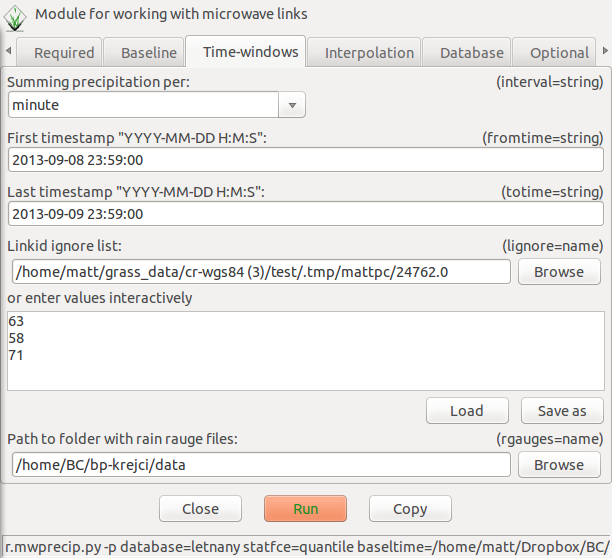 Module for working with microwave links
Required Baseline Time-windows Interpolation Database Optional
Summing precipitation per: (interval=string)
minute
First timestamp "YYYY-MM-DD H:M:S": (fromtime=string)
2013-09-08 23:59:00
Last timestamp "YYYY-MM-DD H:M:S": (totime=string)
2013-09-09 23:59:00
Linkid ignore list: (lignore=name)
/home/matt/grass_data/cr-wgs84 (3)/test/.tmp/mattpc/24762.0 Browse
or enter values interactively
63
58
71
Load Save as
Path to folder with rain rauge files: (rgauges=name)
/home/BC/bp-krejci/data Browse
Close Run Copy
r.mwprecip.py -p database=letnany statfce=quantile baseltime=/home/matt/Dropbox/BC/